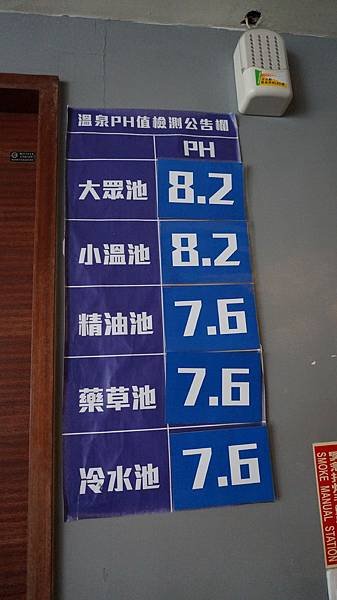 溫泉PH值檢測公告欄
PH
大眾池 8.2
小溫池 8.2
精油池 7.6
藥草池 7.6
冷水池 7.6
SMOKE MANUAL STATION